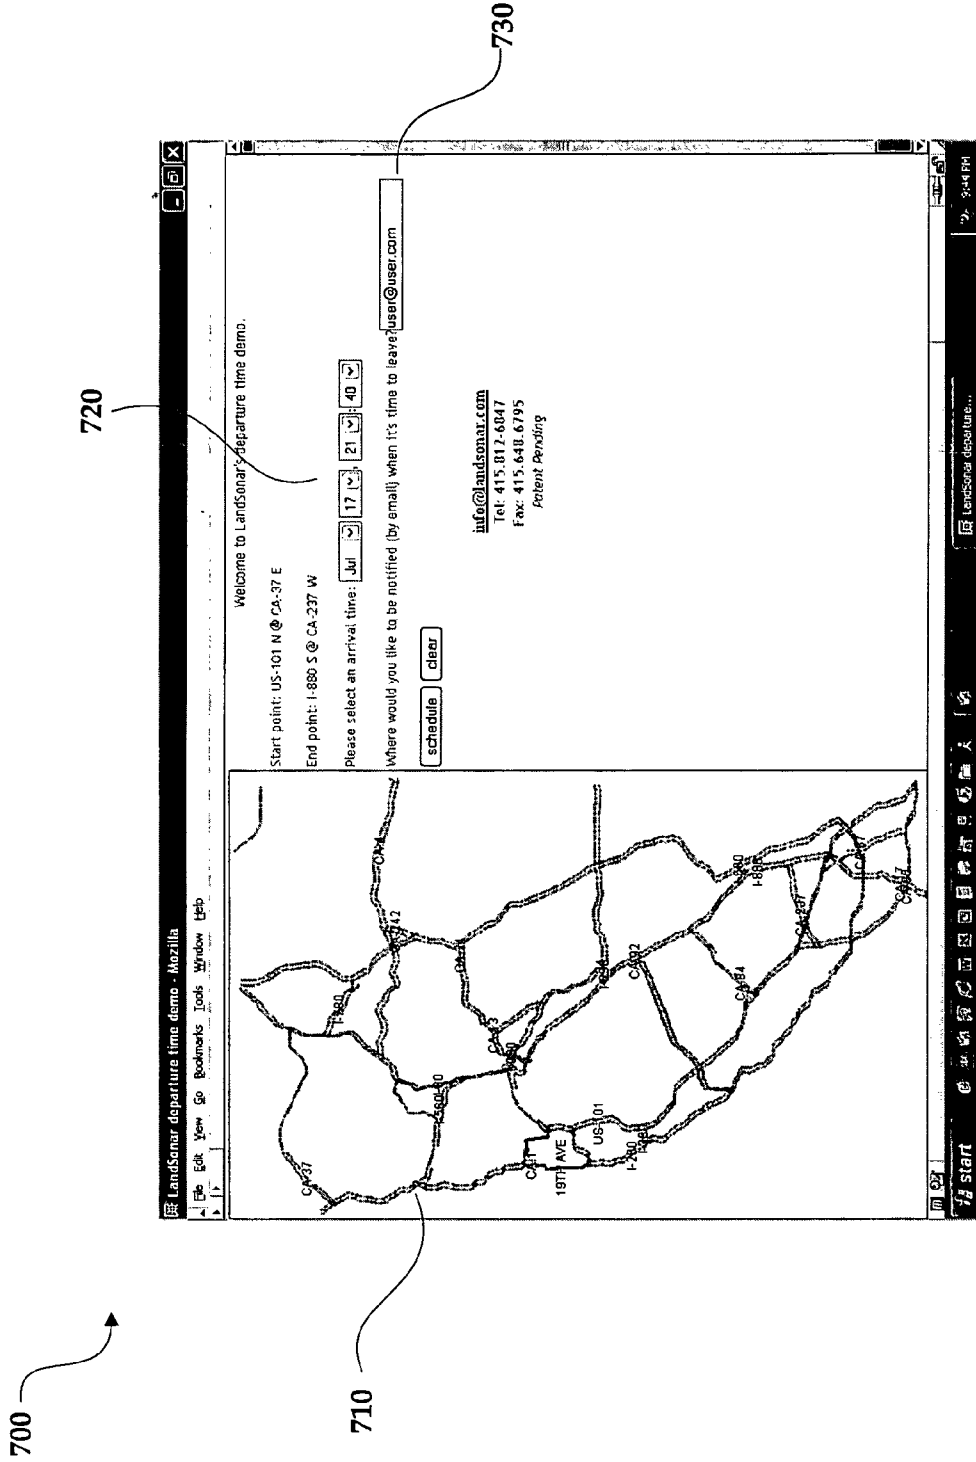 700
710
720
730
LandSonar departure time demo - Mozilla
File Edit View Go Bookmarks Tools Window Help
Welcome to LandSonar's departure time demo.
Start point: US-101 N @ CA-37 E
End point: I-880 S @ CA-237 W
Please select an arrival time: Jul 17, 21 : 40
Where would you like to be notified (by email) when it's time to leave? user@user.com
schedule clear
info@landsonar.com
Tel: 415.812-6847
Fax: 415.648.6795
Patent Pending
CA-37
I-680
CA-4
I-580
CA-1
19TH AVE
US-101
I-280
CA-92
CA-84
CA-237
I-880
start
LandSonar departure...
9:44 PM